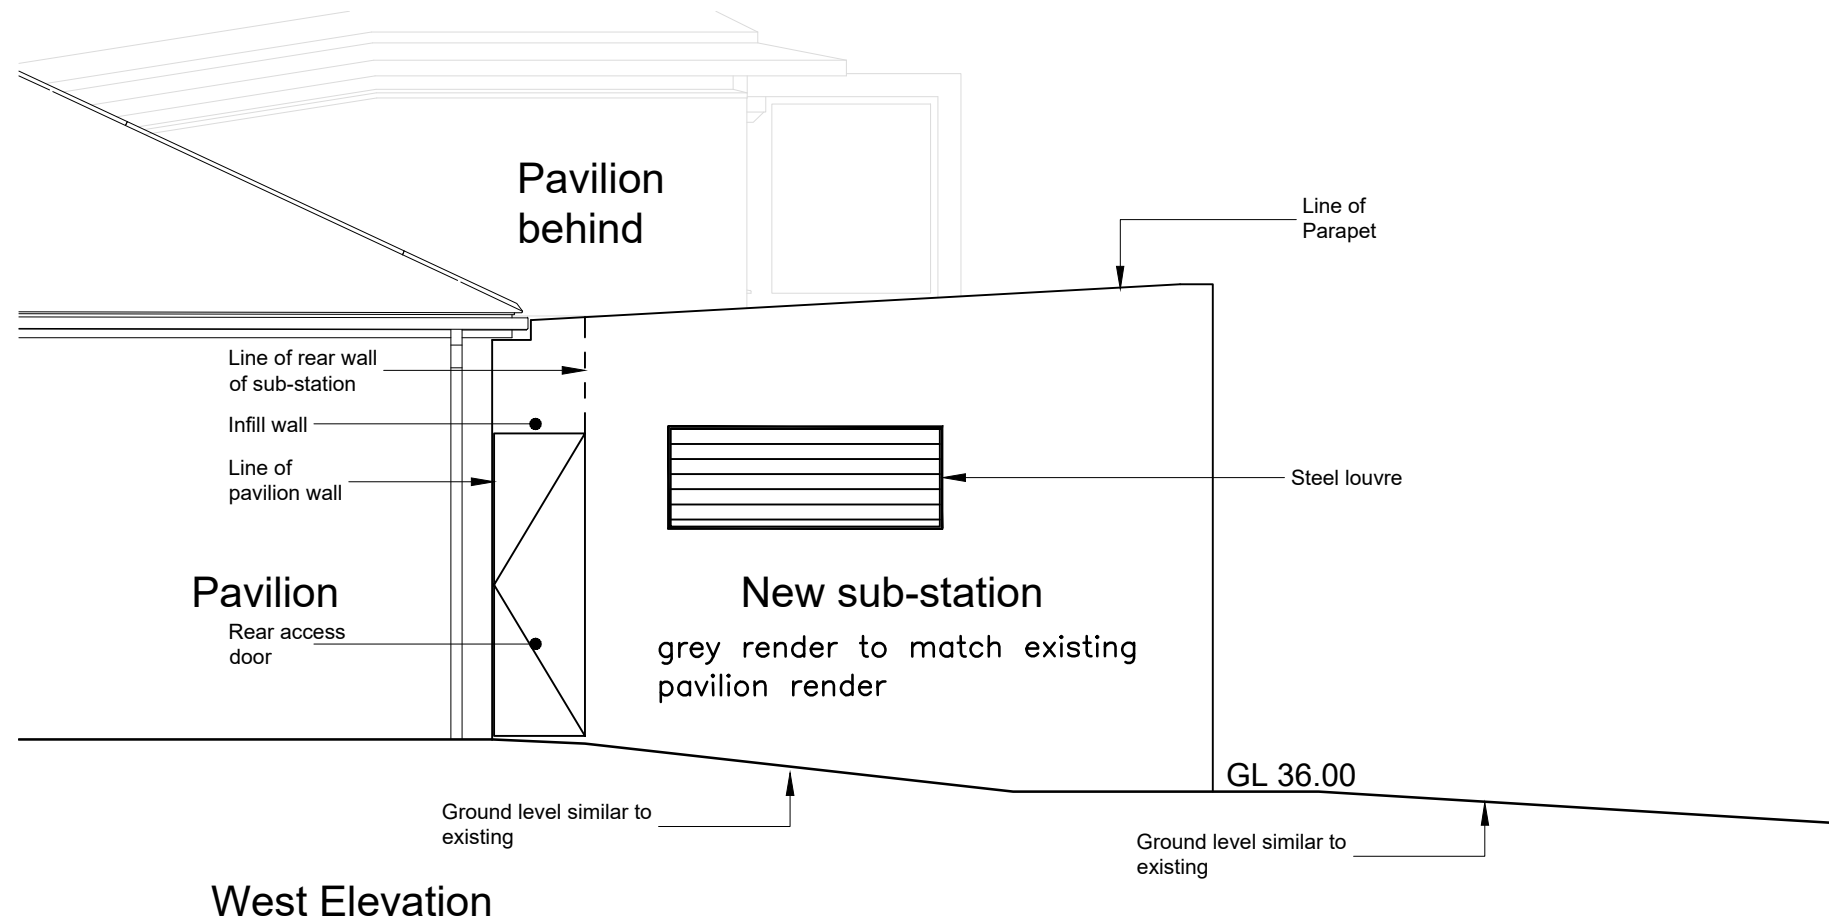 Pavilion
behind
Line of
Parapet
Line of rear wall
of sub-station
Infill wall
Line of
pavilion wall
Steel louvre
Pavilion
New sub-station
Rear access
door
grey render to match existing
pavilion render
GL 36.00
Ground level similar to
existing
Ground level similar to
existing
West Elevation